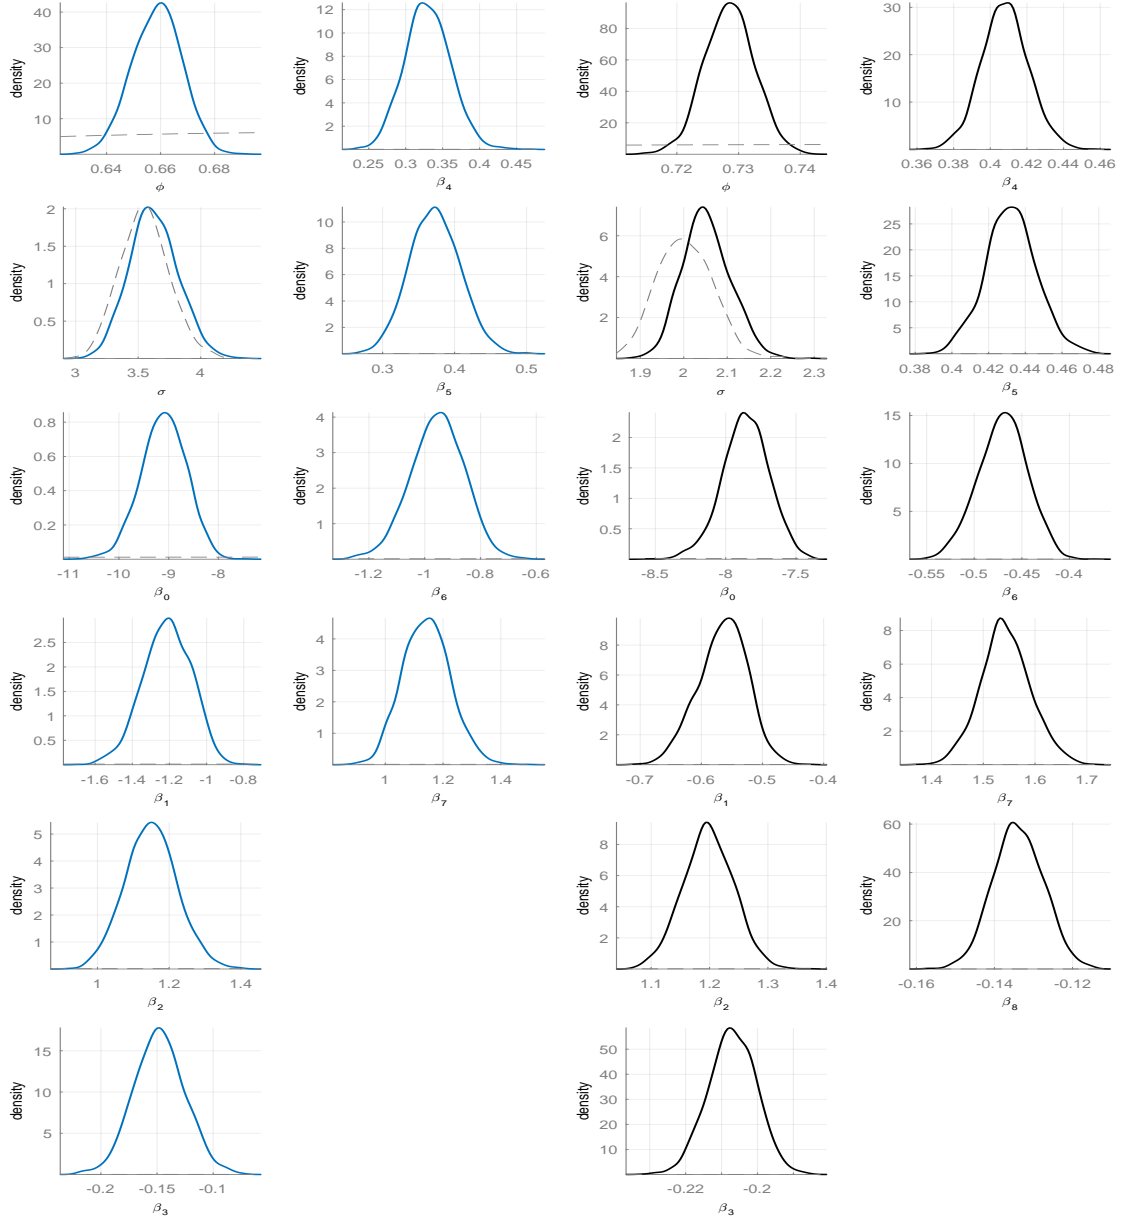 density 40 30 20 10 0.64 0.66 0.68 ϕ
density 12 10 8 6 4 2 0.25 0.3 0.35 0.4 0.45 β4
density 80 60 40 20 0.72 0.73 0.74 ϕ
density 30 20 10 0.36 0.38 0.4 0.42 0.44 0.46 β4
density 2 1.5 1 0.5 3 3.5 4 σ
density 10 8 6 4 2 0.3 0.4 0.5 β5
density 6 4 2 1.9 2 2.1 2.2 2.3 σ
density 25 20 15 10 5 0.38 0.4 0.42 0.44 0.46 0.48 β5
density 0.8 0.6 0.4 0.2 -11 -10 -9 -8 β0
density 4 3 2 1 -1.2 -1 -0.8 -0.6 β6
density 2 1.5 1 0.5 -8.5 -8 -7.5 β0
density 15 10 5 -0.55 -0.5 -0.45 -0.4 β6
density 2.5 2 1.5 1 0.5 -1.6 -1.4 -1.2 -1 -0.8 β1
density 4 3 2 1 1 1.2 1.4 β7
density 8 6 4 2 -0.7 -0.6 -0.5 -0.4 β1
density 8 6 4 2 1.4 1.5 1.6 1.7 β7
density 5 4 3 2 1 1 1.2 1.4 β2
density 8 6 4 2 1.1 1.2 1.3 1.4 β2
density 60 40 20 -0.16 -0.14 -0.12 β8
density 15 10 5 -0.2 -0.15 -0.1 β3
density 50 40 30 20 10 -0.22 -0.2 β3